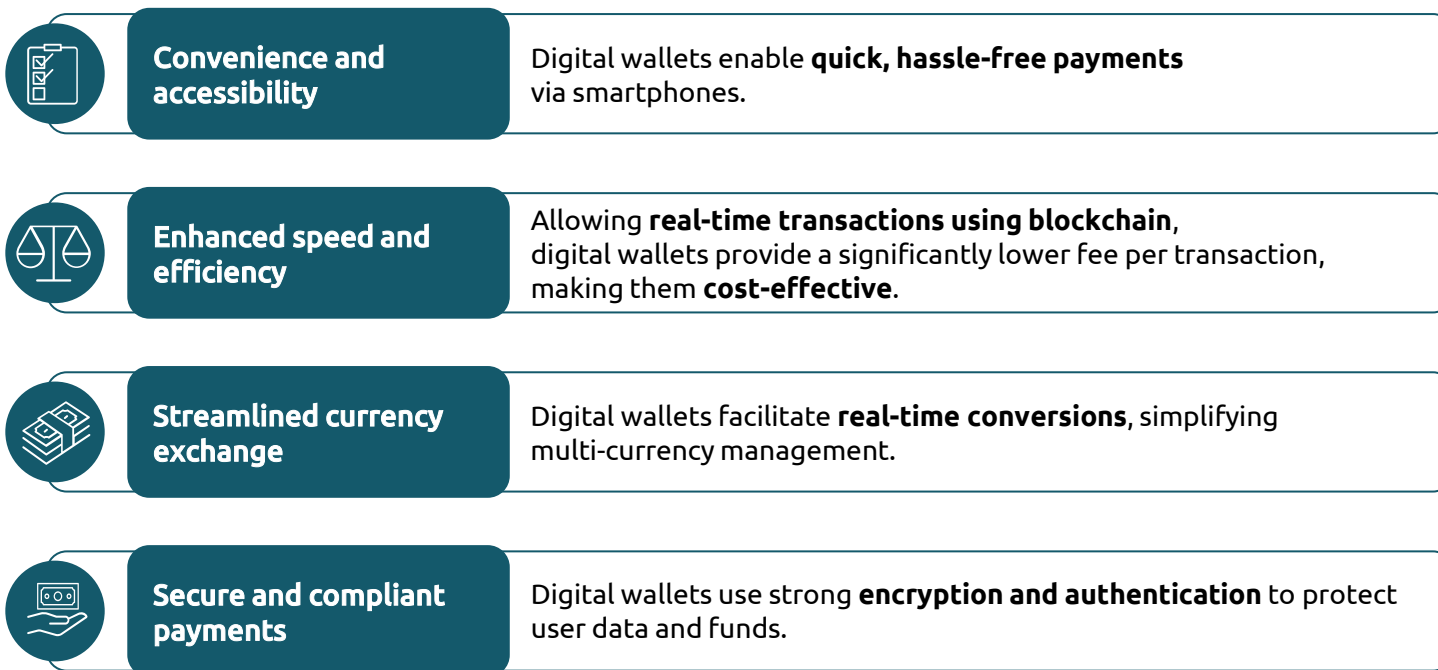 Convenience and
accessibility
Digital wallets enable quick, hassle-free payments
via smartphones.
Enhanced speed and
efficiency
Allowing real-time transactions using blockchain,
digital wallets provide a significantly lower fee per transaction,
making them cost-effective.
Streamlined currency
exchange
Digital wallets facilitate real-time conversions, simplifying
multi-currency management.
Secure and compliant
payments
Digital wallets use strong encryption and authentication to protect
user data and funds.